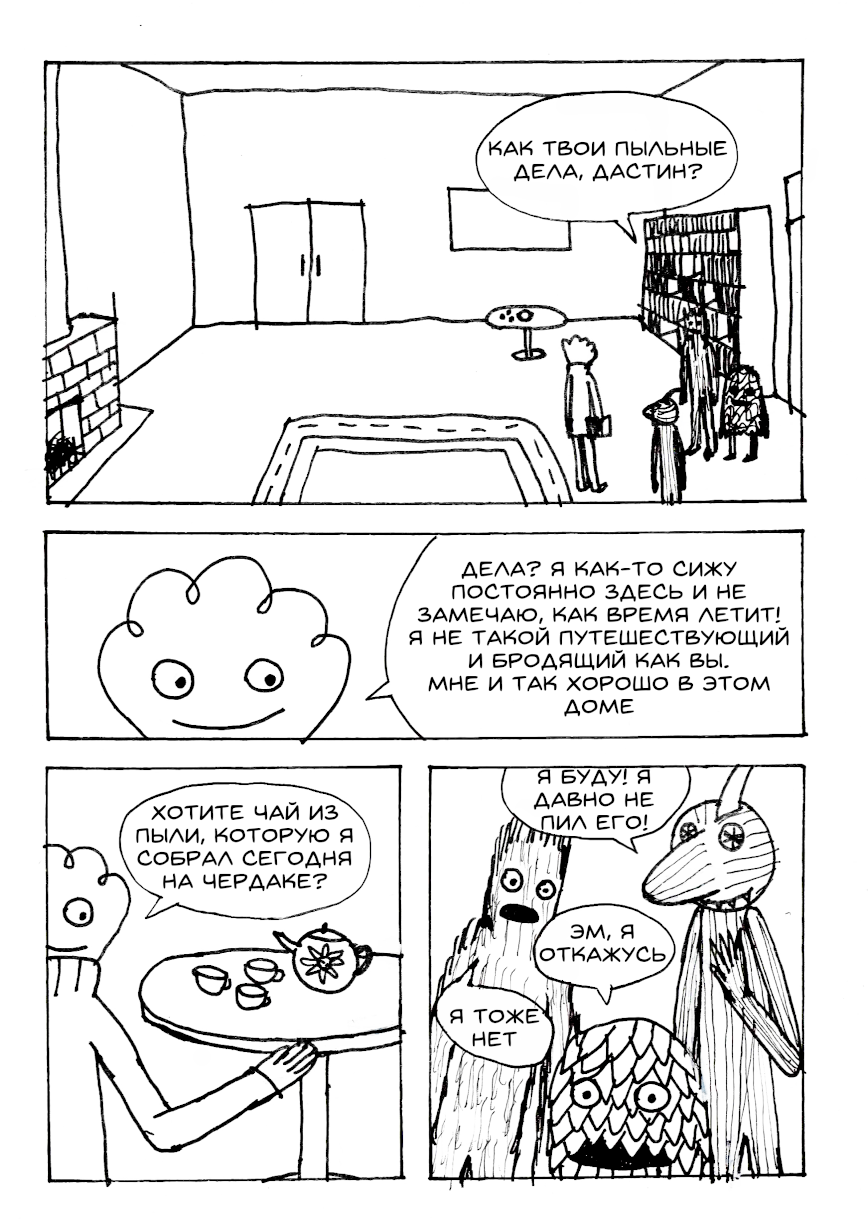 КАК ТВОИ ПЫЛЬНЫЕ
ДЕЛА, ДАСТИН?
ДЕЛА? Я КАК-ТО СИЖУ
ПОСТОЯННО ЗДЕСЬ И НЕ
ЗАМЕЧАЮ, КАК ВРЕМЯ ЛЕТИТ!
Я НЕ ТАКОЙ ПУТЕШЕСТВУЮЩИЙ
И БРОДЯЩИЙ КАК ВЫ.
МНЕ И ТАК ХОРОШО В ЭТОМ
ДОМЕ
ХОТИТЕ ЧАЙ ИЗ
ПЫЛИ, КОТОРУЮ Я
СОБРАЛ СЕГОДНЯ
НА ЧЕРДАКЕ?
Я БУДУ! Я
ДАВНО НЕ
ПИЛ ЕГО!
ЭМ, Я
ОТКАЖУСЬ
Я ТОЖЕ
НЕТ